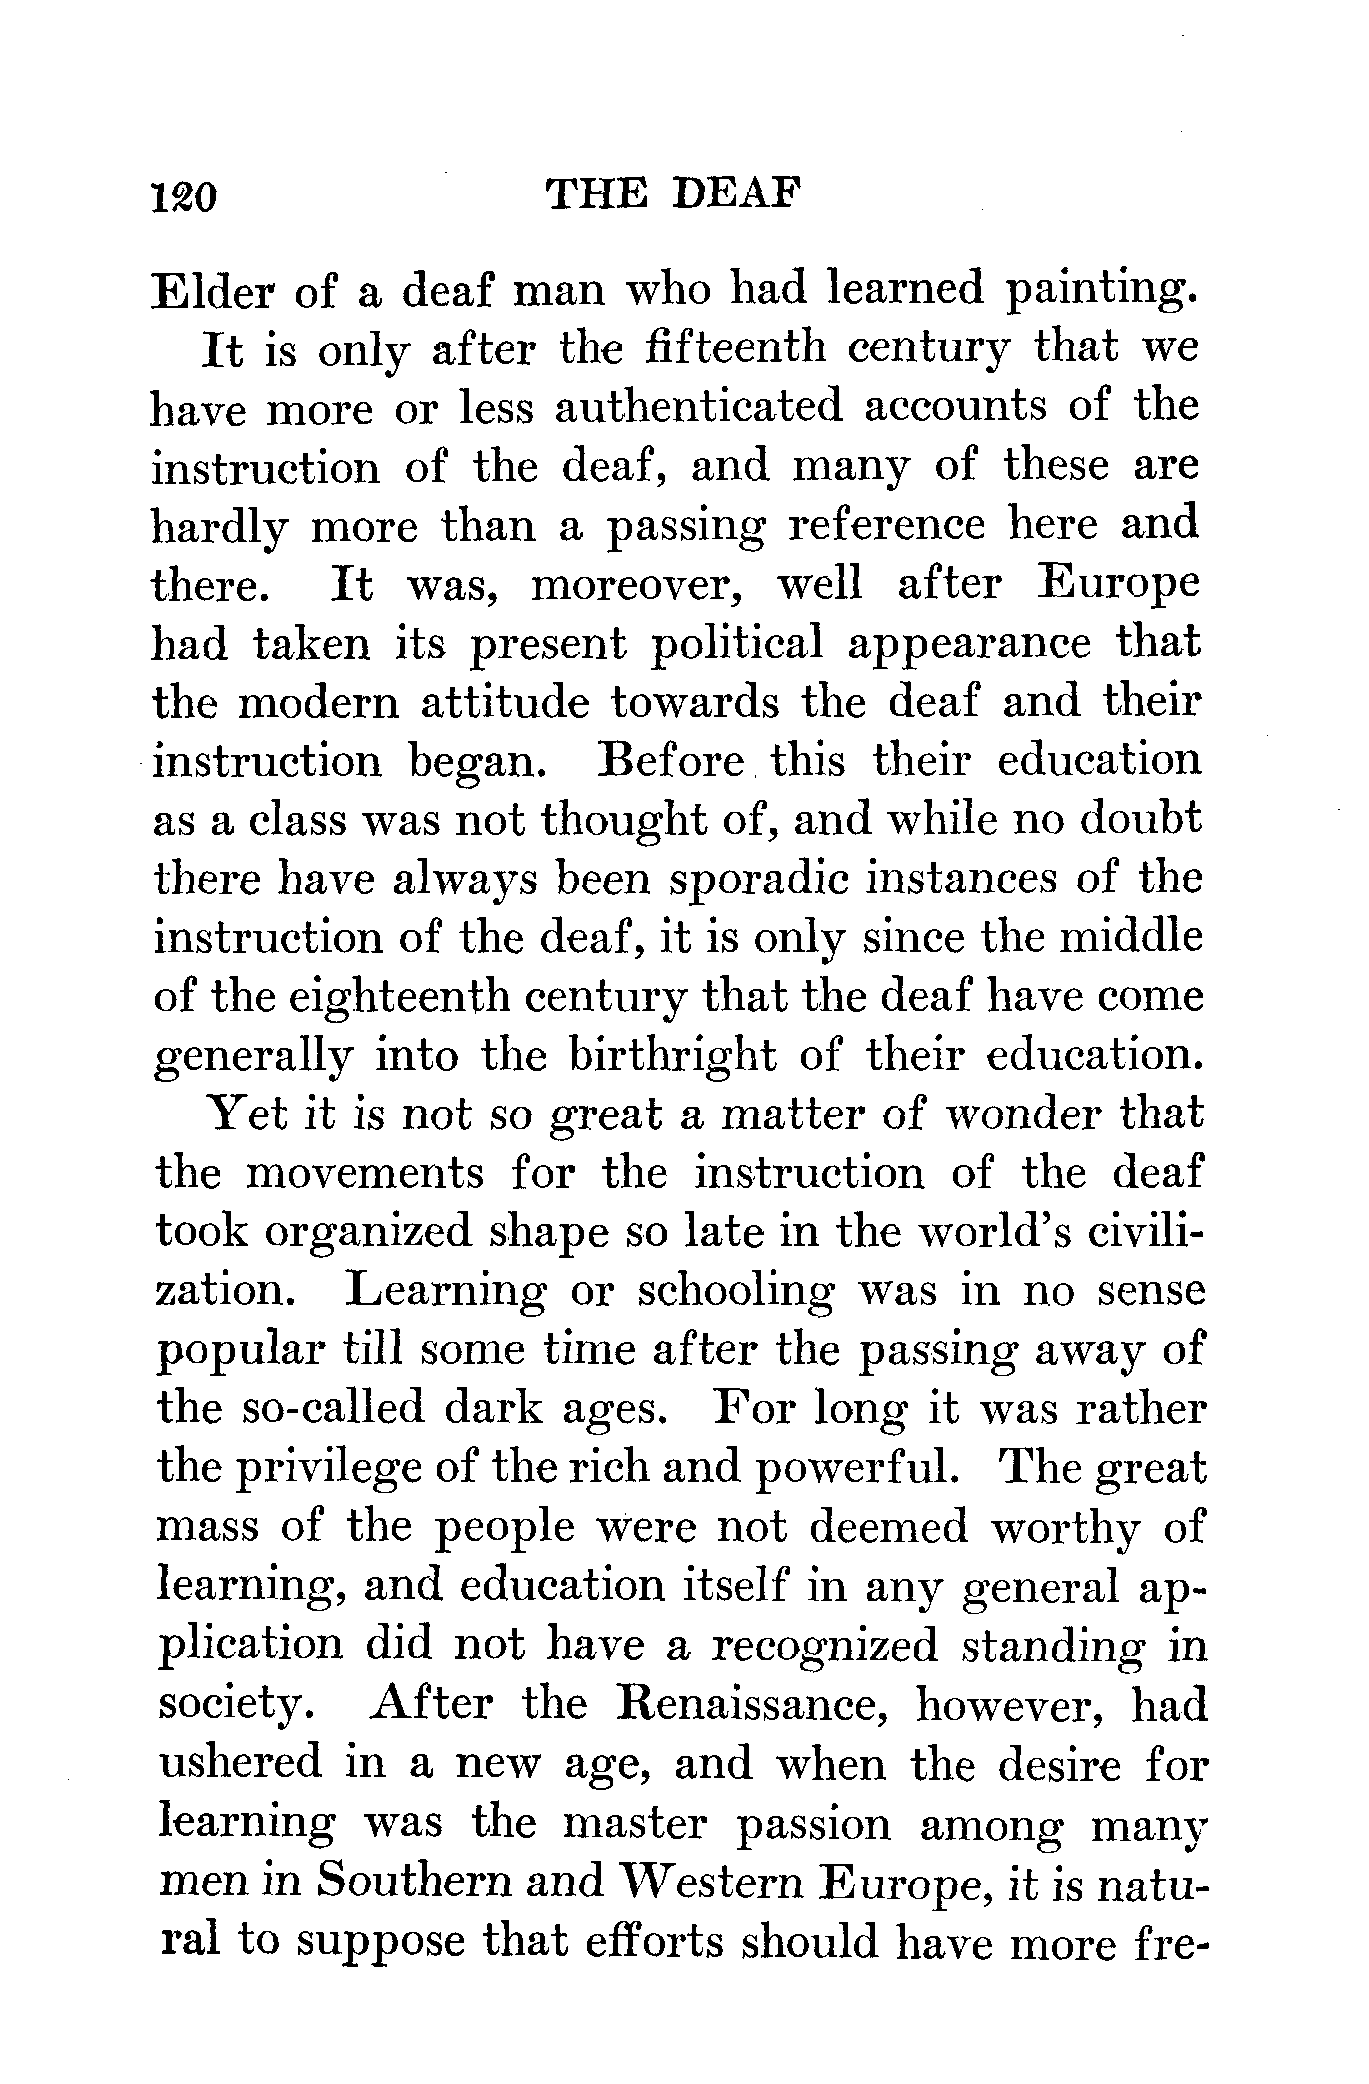 120 THE DEAF
Elder of a deaf man who had learned painting.
It is only after the fifteenth century that we
have more or less authenticated accounts of the
instruction of the deaf, and many of these are
hardly more than a passing reference here and
there. It was, moreover, well after Europe
had taken its present political appearance that
the modern attitude towards the deaf and their
instruction began. Before this their education
as a class was not thought of, and while no doubt
there have always been sporadic instances of the
instruction of the deaf, it is only since the middle
of the eighteenth century that the deaf have come
generally into the birthright of their education.
Yet it is not so great a matter of wonder that
the movements for the instruction of the deaf
took organized shape so late in the world's civili-
zation. Learning or schooling was in no sense
popular till some time after the passing away of
the so-called dark ages. For long it was rather
the privilege of the rich and powerful. The great
mass of the people were not deemed worthy of
learning, and education itself in any general ap-
plication did not have a recognized standing in
society. After the Renaissance, however, had
ushered in a new age, and when the desire for
learning was the master passion among many
men in Southern and Western Europe, it is natu-
ral to suppose that efforts should have more fre-